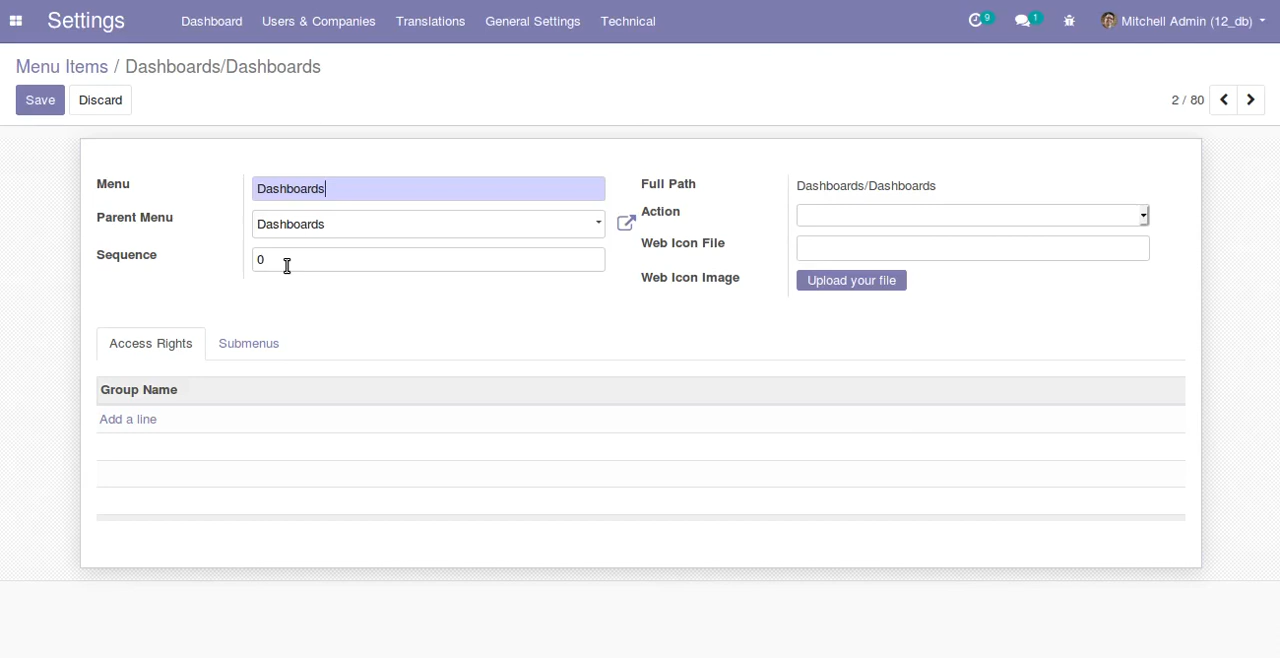 Settings Dashboard Users & Companies Translations General Settings Technical 9 1 Mitchell Admin (12_db)
Menu Items / Dashboards/Dashboards
Save Discard 2 / 80
Menu Dashboards Full Path Dashboards/Dashboards
Parent Menu Dashboards Action
Sequence 0 Web Icon File
Web Icon Image Upload your file
Access Rights Submenus
Group Name
Add a line